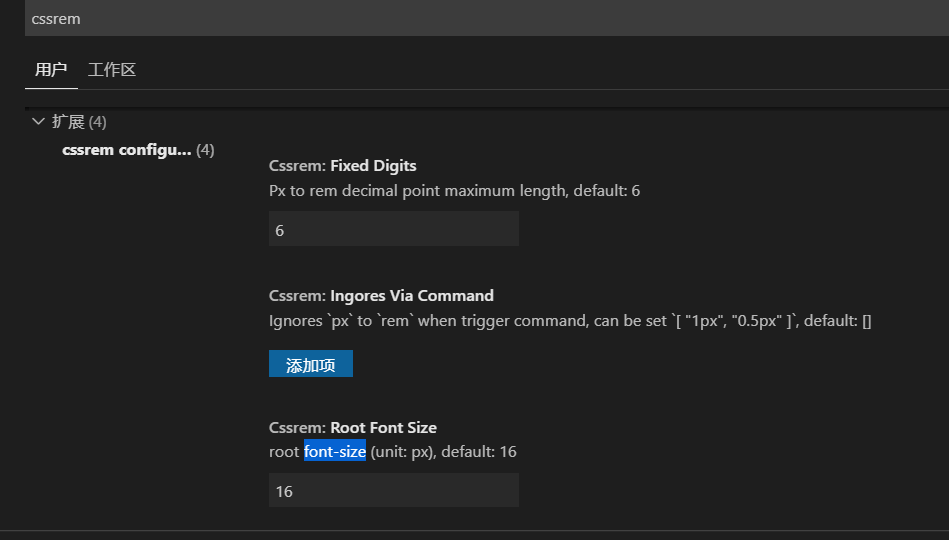 cssrem
用户 工作区
扩展 (4)
cssrem configu... (4)
Cssrem: Fixed Digits
Px to rem decimal point maximum length, default: 6
6
Cssrem: Ingores Via Command
Ignores `px` to `rem` when trigger command, can be set `[ "1px", "0.5px" ]`, default: []
添加项
Cssrem: Root Font Size
root font-size (unit: px), default: 16
16